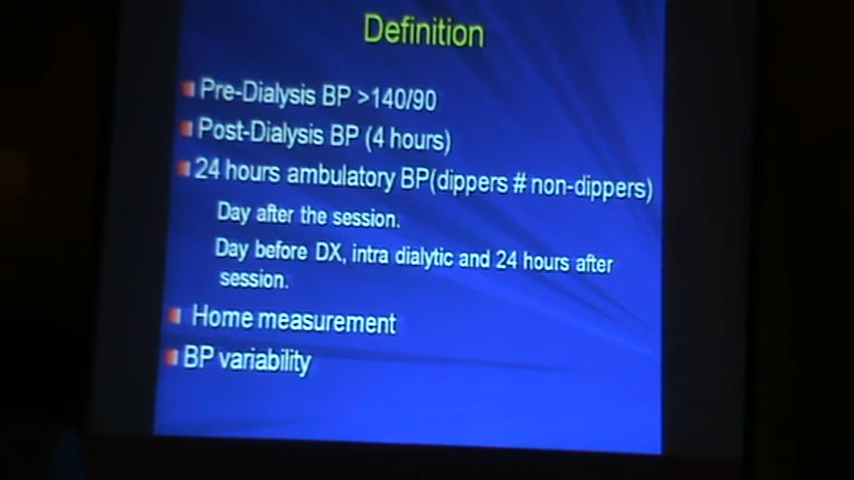 Definition
Pre-Dialysis BP >140/90
Post-Dialysis BP (4 hours)
24 hours ambulatory BP(dippers # non-dippers)
Day after the session.
Day before DX, intra dialytic and 24 hours after
session.
Home measurement
BP variability